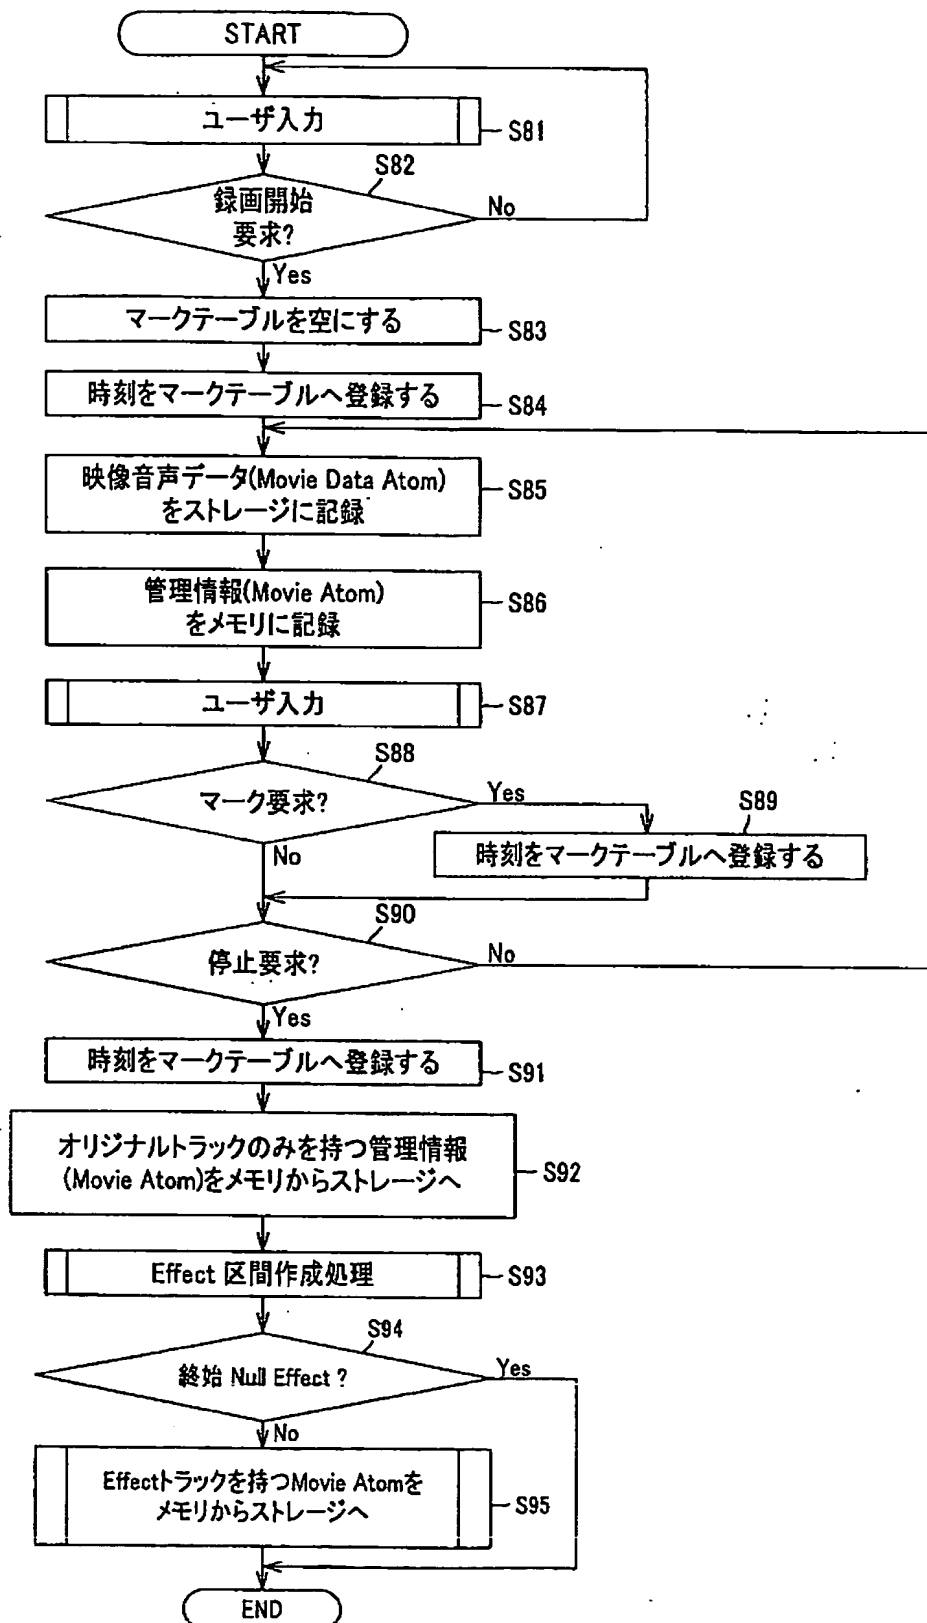 START
ユーザ入力
S81
S82
録画開始
要求?
No
Yes
マークテーブルを空にする
S83
時刻をマークテーブルへ登録する
S84
映像音声データ(Movie Data Atom)
をストレージに記録
S85
管理情報(Movie Atom)
をメモリに記録
S86
ユーザ入力
S87
S88
マーク要求?
Yes
S89
時刻をマークテーブルへ登録する
No
S90
停止要求?
No
Yes
時刻をマークテーブルへ登録する
S91
オリジナルトラックのみを持つ管理情報
(Movie Atom)をメモリからストレージへ
S92
Effect 区間作成処理
S93
S94
終始 Null Effect ?
Yes
No
Effectトラックを持つMovie Atomを
メモリからストレージへ
S95
END